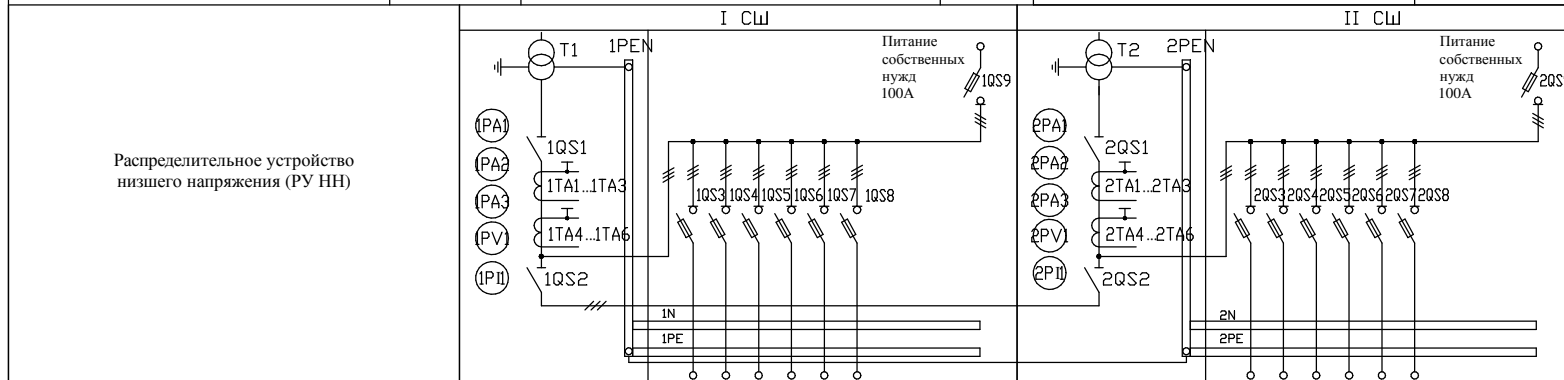 I СШ
II СШ
Распределительное устройство
низшего напряжения (РУ НН)
T1
1PEN
Питание
собственных
нужд
100А
1QS9
1PA1
1PA2
1PA3
1PV1
1PI1
1QS1
1TA1...1TA3
1TA4...1TA6
1QS2
1QS3
1QS4
1QS5
1QS6
1QS7
1QS8
1N
1PE
T2
2PEN
Питание
собственных
нужд
100А
2QS
2PA1
2PA2
2PA3
2PV1
2PI1
2QS1
2TA1...2TA3
2TA4...2TA6
2QS2
2QS3
2QS4
2QS5
2QS6
2QS7
2QS8
2N
2PE